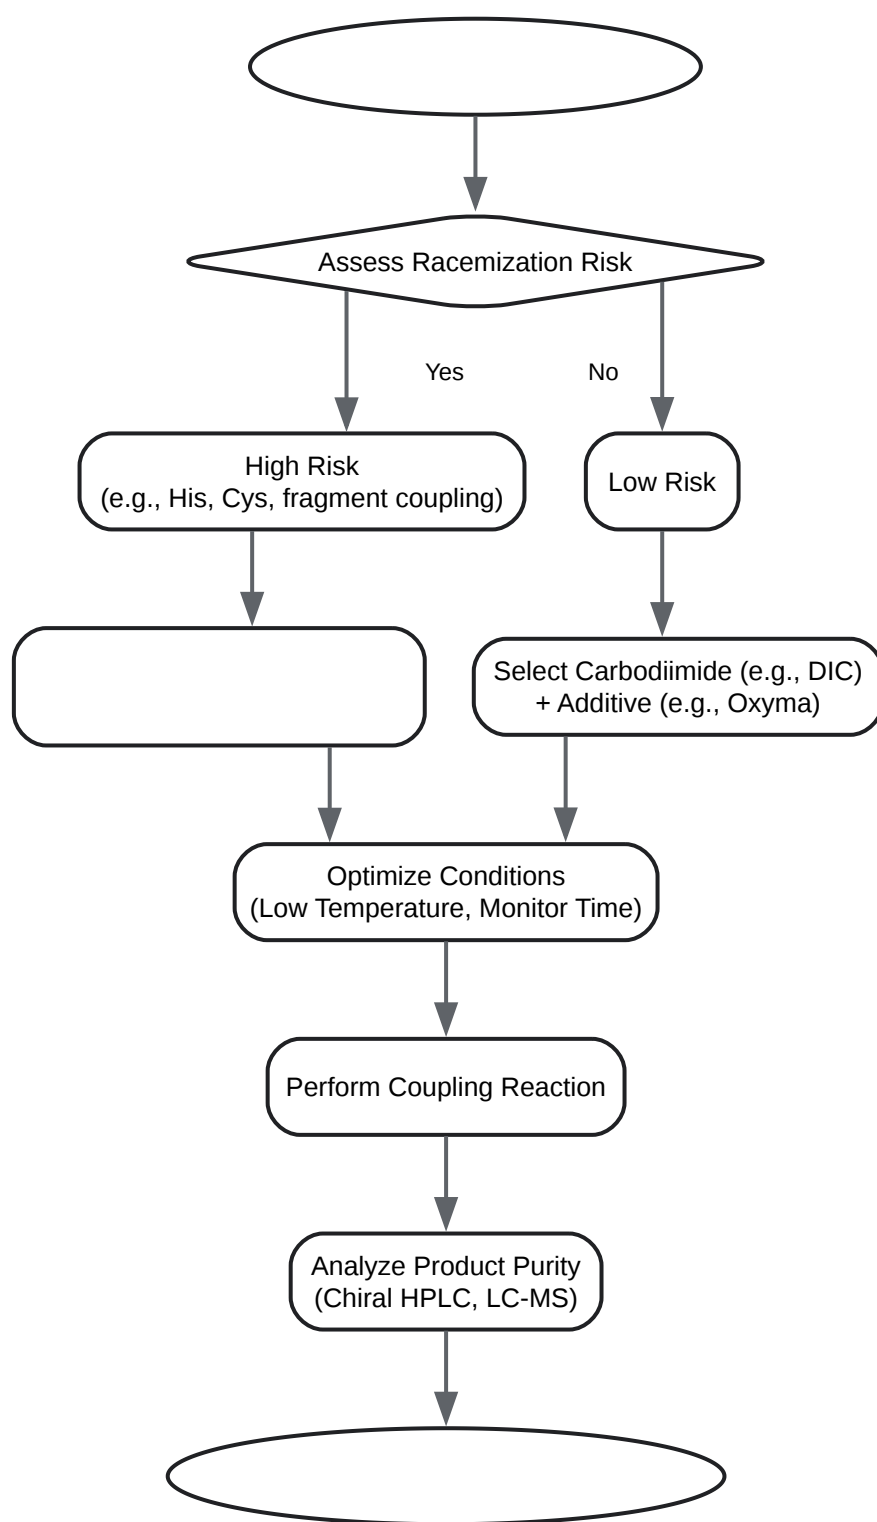 Assess Racemization Risk
Yes
No
High Risk
(e.g., His, Cys, fragment coupling)
Low Risk
Select Carbodiimide (e.g., DIC)
+ Additive (e.g., Oxyma)
Optimize Conditions
(Low Temperature, Monitor Time)
Perform Coupling Reaction
Analyze Product Purity
(Chiral HPLC, LC-MS)